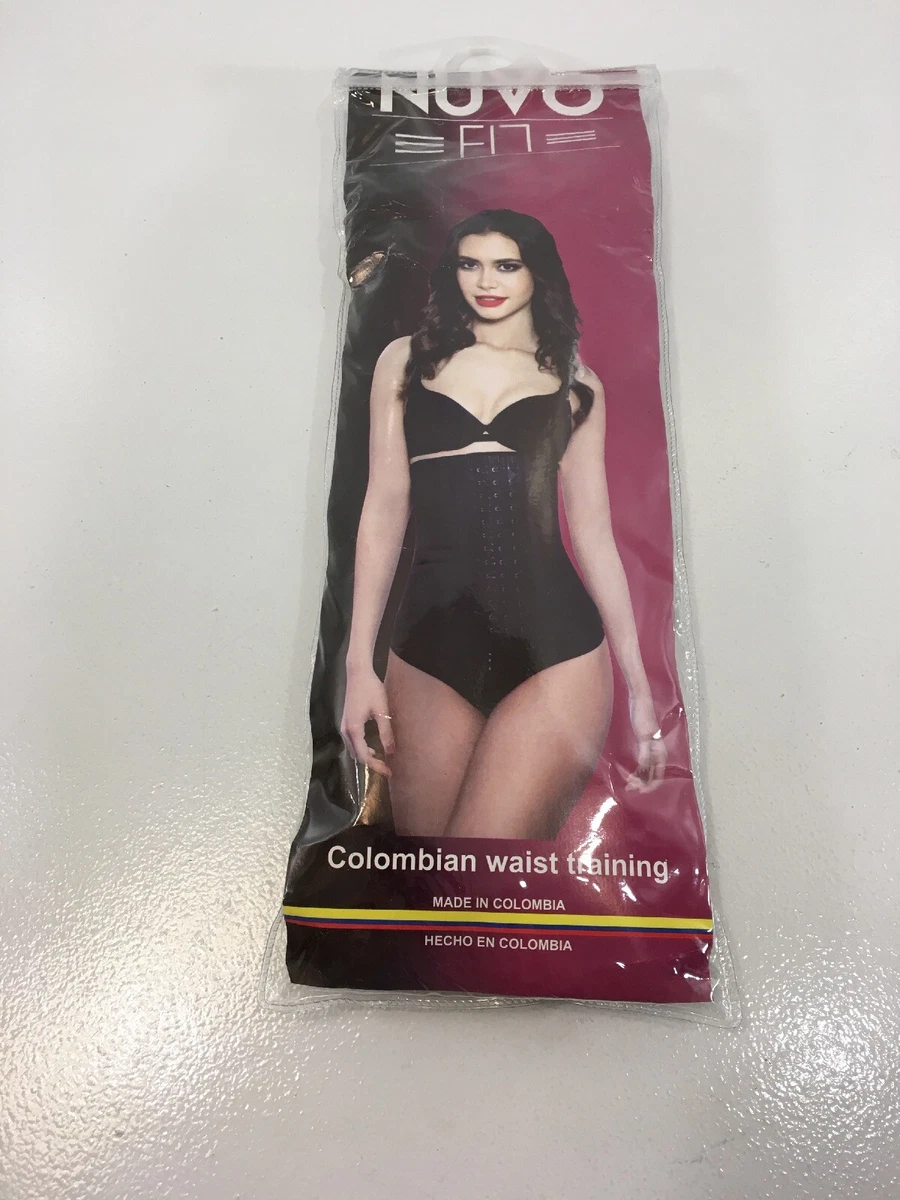 NUVO
FIT
Colombian waist training
MADE IN COLOMBIA
HECHO EN COLOMBIA